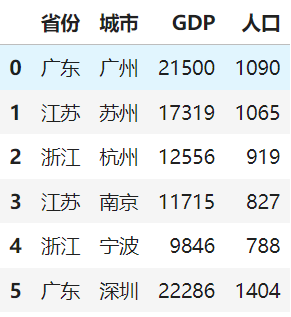 省份 城市 GDP 人口
0 广东 广州 21500 1090
1 江苏 苏州 17319 1065
2 浙江 杭州 12556 919
3 江苏 南京 11715 827
4 浙江 宁波 9846 788
5 广东 深圳 22286 1404